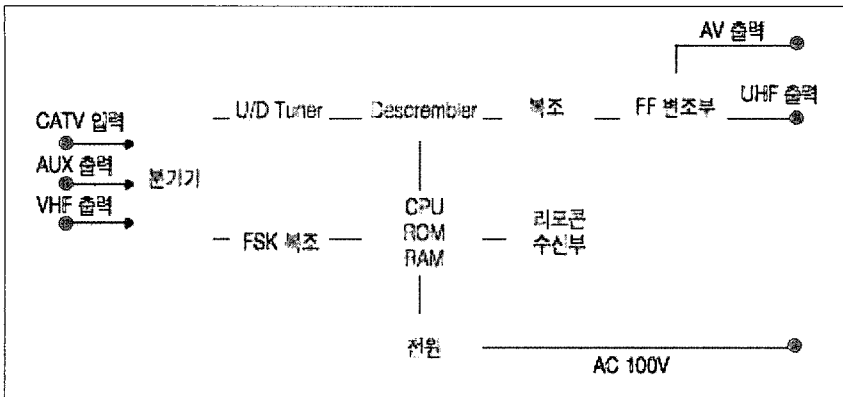 AV 출력
UHF 출력
U/D Tuner
Descrembler
복조
FF 변조부
CATV 입력
AUX 출력
분기기
VHF 출력
CPU
ROM
RAM
FSK 복조
리모콘
수신부
전원
AC 100V